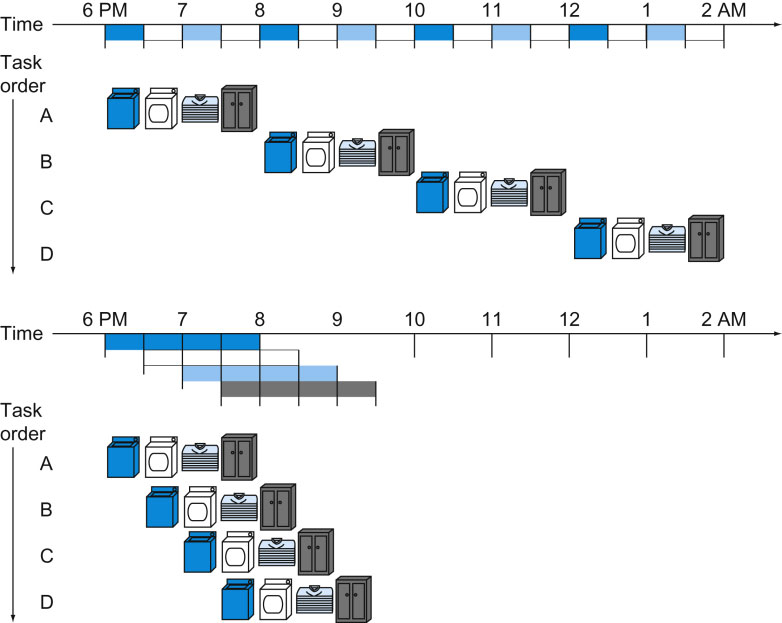 6 PM 7 8 9 10 11 12 1 2 AM
Time
Task
order
A
B
C
D
6 PM 7 8 9 10 11 12 1 2 AM
Time
Task
order
A
B
C
D